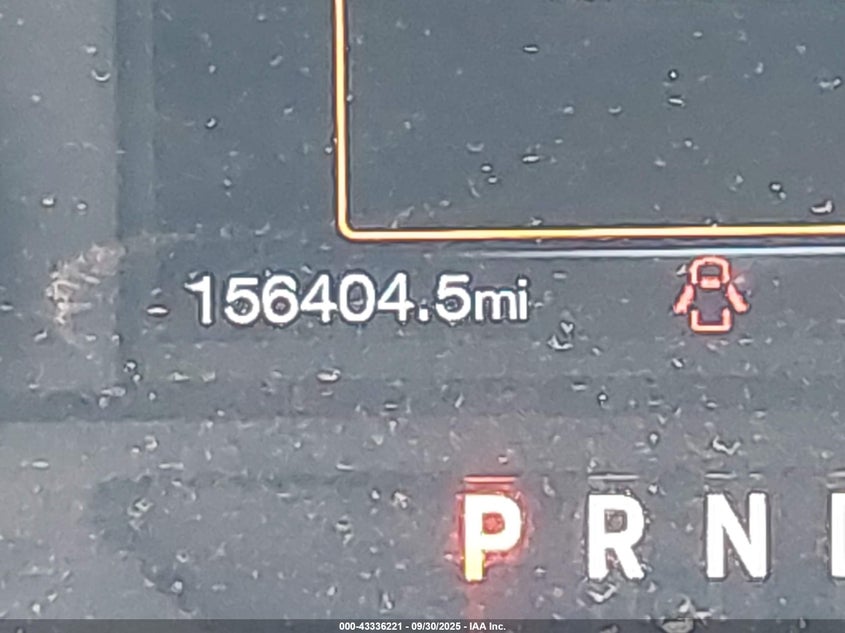 156404.5mi
P R N
000-43336221 - 09/30/2025 - IAA Inc.